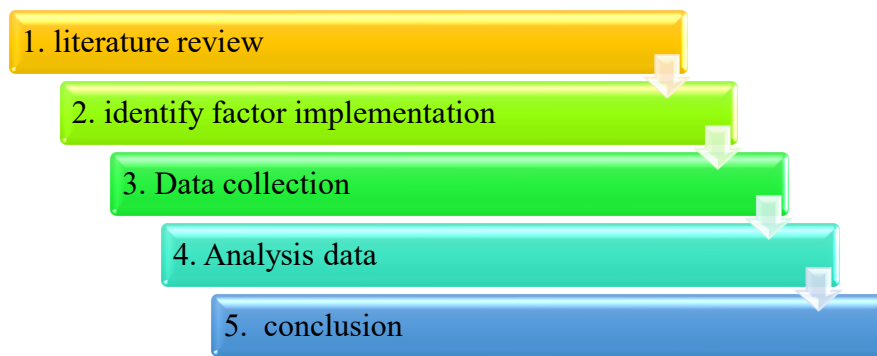 1. literature review
2. identify factor implementation
3. Data collection
4. Analysis data
5. conclusion